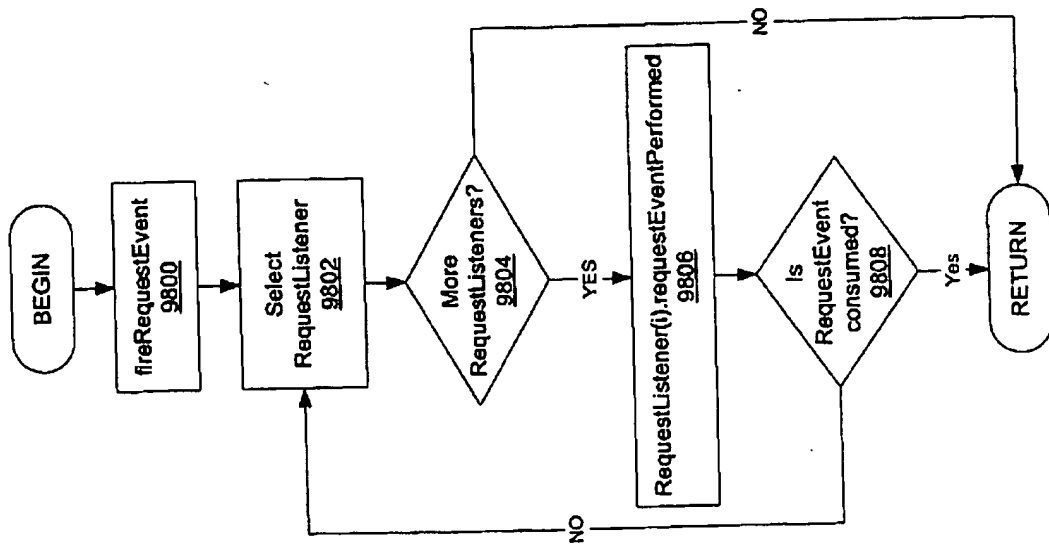 BEGIN
fireRequestEvent
9800
Select
RequestListener
9802
More
RequestListeners?
9804
YES
NO
RequestListener(i).requestEventPerformed
9806
Is
RequestEvent
consumed?
9808
NO
Yes
RETURN